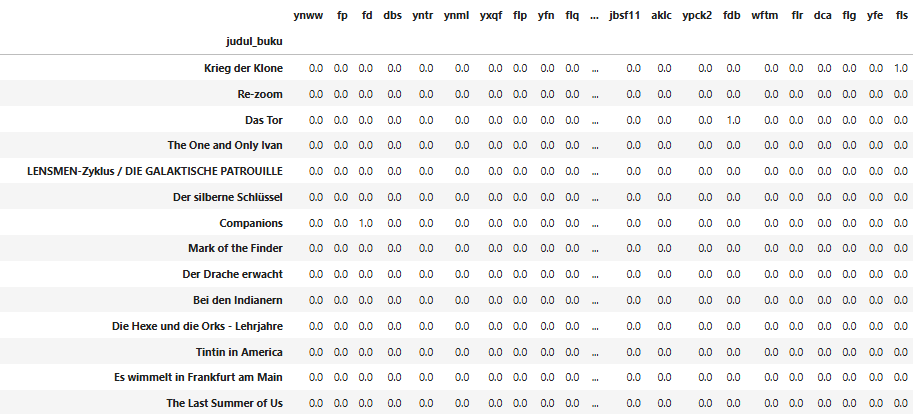 ynww fp fd dbs yntr ynml yxqf flp yfn flq ... jbsf11 aklc ypck2 fdb wftm flr dca flg yfe fls
judul_buku
Krieg der Klone 0.0 0.0 0.0 0.0 0.0 0.0 0.0 0.0 0.0 0.0 ... 0.0 0.0 0.0 0.0 0.0 0.0 0.0 0.0 0.0 1.0
Re-zoom 0.0 0.0 0.0 0.0 0.0 0.0 0.0 0.0 0.0 0.0 ... 0.0 0.0 0.0 0.0 0.0 0.0 0.0 0.0 0.0 0.0
Das Tor 0.0 0.0 0.0 0.0 0.0 0.0 0.0 0.0 0.0 0.0 ... 0.0 0.0 0.0 1.0 0.0 0.0 0.0 0.0 0.0 0.0
The One and Only Ivan 0.0 0.0 0.0 0.0 0.0 0.0 0.0 0.0 0.0 0.0 ... 0.0 0.0 0.0 0.0 0.0 0.0 0.0 0.0 0.0 0.0
LENSMEN-Zyklus / DIE GALAKTISCHE PATROUILLE 0.0 0.0 0.0 0.0 0.0 0.0 0.0 0.0 0.0 0.0 ... 0.0 0.0 0.0 0.0 0.0 0.0 0.0 0.0 0.0 0.0
Der silberne Schlüssel 0.0 0.0 0.0 0.0 0.0 0.0 0.0 0.0 0.0 0.0 ... 0.0 0.0 0.0 0.0 0.0 0.0 0.0 0.0 0.0 0.0
Companions 0.0 0.0 1.0 0.0 0.0 0.0 0.0 0.0 0.0 0.0 ... 0.0 0.0 0.0 0.0 0.0 0.0 0.0 0.0 0.0 0.0
Mark of the Finder 0.0 0.0 0.0 0.0 0.0 0.0 0.0 0.0 0.0 0.0 ... 0.0 0.0 0.0 0.0 0.0 0.0 0.0 0.0 0.0 0.0
Der Drache erwacht 0.0 0.0 0.0 0.0 0.0 0.0 0.0 0.0 0.0 0.0 ... 0.0 0.0 0.0 0.0 0.0 0.0 0.0 0.0 0.0 0.0
Bei den Indianern 0.0 0.0 0.0 0.0 0.0 0.0 0.0 0.0 0.0 0.0 ... 0.0 0.0 0.0 0.0 0.0 0.0 0.0 0.0 0.0 0.0
Die Hexe und die Orks - Lehrjahre 0.0 0.0 0.0 0.0 0.0 0.0 0.0 0.0 0.0 0.0 ... 0.0 0.0 0.0 0.0 0.0 0.0 0.0 0.0 0.0 0.0
Tintin in America 0.0 0.0 0.0 0.0 0.0 0.0 0.0 0.0 0.0 0.0 ... 0.0 0.0 0.0 0.0 0.0 0.0 0.0 0.0 0.0 0.0
Es wimmelt in Frankfurt am Main 0.0 0.0 0.0 0.0 0.0 0.0 0.0 0.0 0.0 0.0 ... 0.0 0.0 0.0 0.0 0.0 0.0 0.0 0.0 0.0 0.0
The Last Summer of Us 0.0 0.0 0.0 0.0 0.0 0.0 0.0 0.0 0.0 0.0 ... 0.0 0.0 0.0 0.0 0.0 0.0 0.0 0.0 0.0 0.0